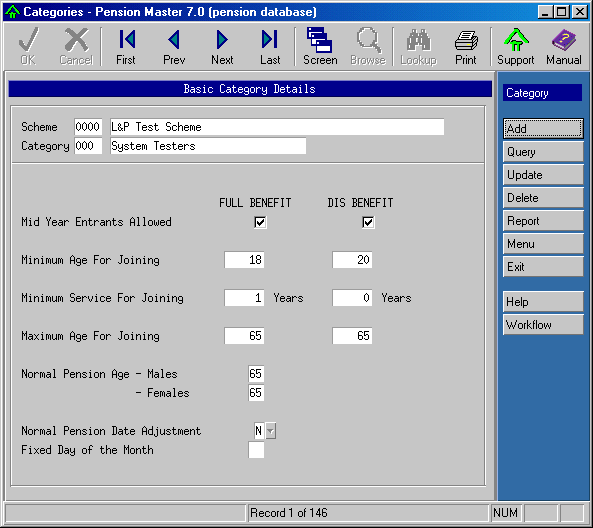 Categories - Pension Master 7.0 (pension database)
OK Cancel First Prev Next Last Screen Browse Lookup Print Support Manual
Basic Category Details
Category
Scheme 0000 L&P Test Scheme
Category 000 System Testers
Add
Query
Update
Delete
Report
Menu
Exit
Help
Workflow
FULL BENEFIT DIS BENEFIT
Mid Year Entrants Allowed
Minimum Age For Joining 18 20
Minimum Service For Joining 1 Years 0 Years
Maximum Age For Joining 65 65
Normal Pension Age - Males 65
- Females 65
Normal Pension Date Adjustment N
Fixed Day of the Month
Record 1 of 146 NUM